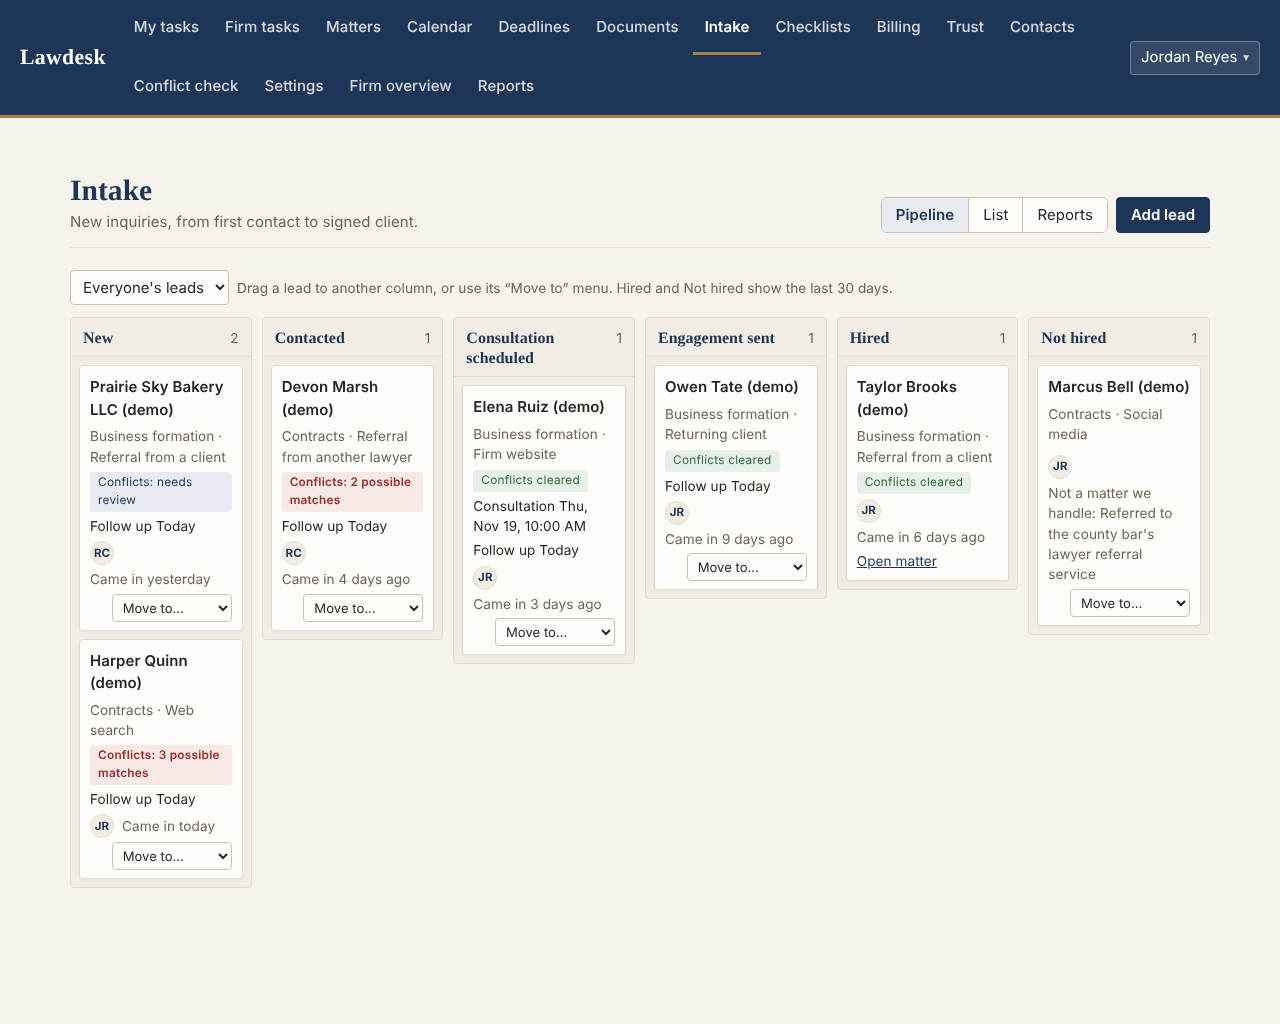 Lawdesk
My tasks
Firm tasks
Matters
Calendar
Deadlines
Documents
Intake
Checklists
Billing
Trust
Contacts
Conflict check
Settings
Firm overview
Reports
Jordan Reyes ▾
Intake
New inquiries, from first contact to signed client.
Pipeline
List
Reports
Add lead
Everyone's leads
Drag a lead to another column, or use its “Move to” menu. Hired and Not hired show the last 30 days.
New 2
Prairie Sky Bakery
LLC (demo)
Business formation ·
Referral from a client
Conflicts: needs
review
Follow up Today
RC
Came in yesterday
Move to...
Harper Quinn
(demo)
Contracts · Web
search
Conflicts: 3 possible
matches
Follow up Today
JR Came in today
Move to...
Contacted 1
Devon Marsh
(demo)
Contracts · Referral
from another lawyer
Conflicts: 2 possible
matches
Follow up Today
RC
Came in 4 days ago
Move to...
Consultation 1
scheduled
Elena Ruiz (demo)
Business formation ·
Firm website
Conflicts cleared
Consultation Thu,
Nov 19, 10:00 AM
Follow up Today
JR
Came in 3 days ago
Move to...
Engagement sent 1
Owen Tate (demo)
Business formation ·
Returning client
Conflicts cleared
Follow up Today
JR
Came in 9 days ago
Move to...
Hired 1
Taylor Brooks
(demo)
Business formation ·
Referral from a client
Conflicts cleared
JR
Came in 6 days ago
Open matter
Not hired 1
Marcus Bell (demo)
Contracts · Social
media
JR
Not a matter we
handle: Referred to
the county bar's
lawyer referral
service
Move to...